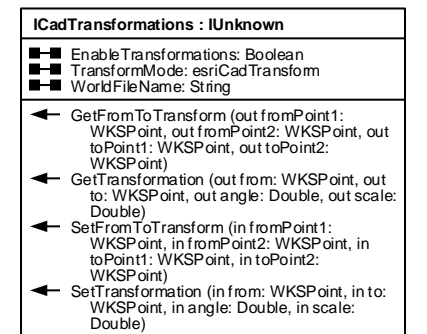 ICadTransformations : IUnknown
EnableTransformations: Boolean
TransformMode: esriCadTransform
WorldFileName: String
GetFromToTransform (out fromPoint1:
WKSPoint, out fromPoint2: WKSPoint, out
toPoint1: WKSPoint, out toPoint2:
WKSPoint)
GetTransformation (out from: WKSPoint, out
to: WKSPoint, out angle: Double, out scale:
Double)
SetFromToTransform (in fromPoint1:
WKSPoint, in fromPoint2: WKSPoint, in
toPoint1: WKSPoint, in toPoint2:
WKSPoint)
SetTransformation (in from: WKSPoint, in to:
WKSPoint, in angle: Double, in scale:
Double)